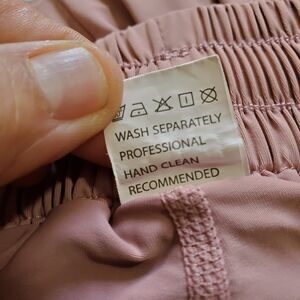 WASH SEPARATELY
PROFESSIONAL
HAND CLEAN
RECOMMENDED